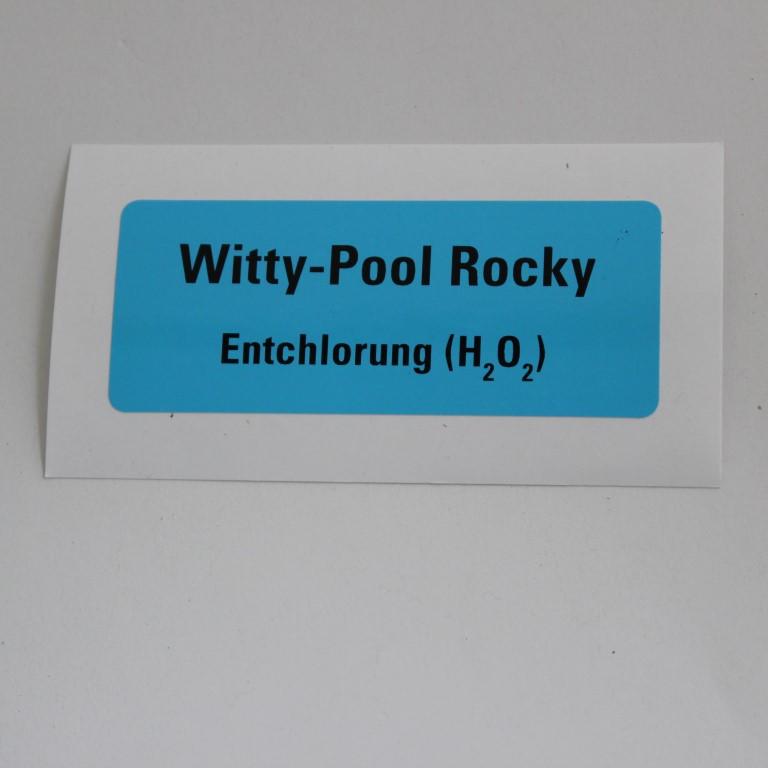 Witty-Pool Rocky
Entchlorung (H₂O₂)